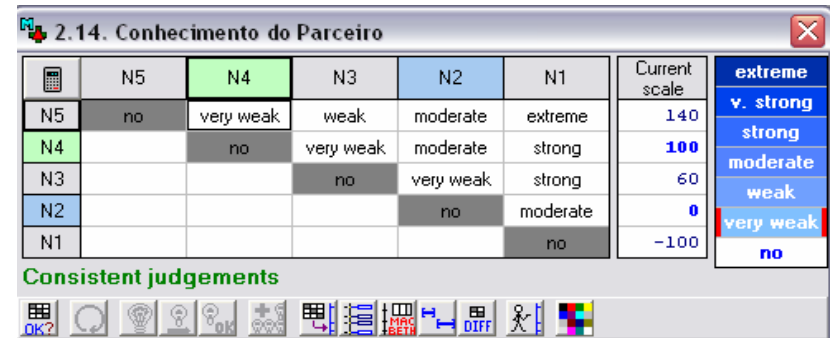 2.14. Conhecimento do Parceiro
N5 N4 N3 N2 N1 Current scale
N5 no very weak weak moderate extreme 140
N4 no very weak moderate strong 100
N3 no very weak strong 60
N2 no moderate 0
N1 no -100
extreme
v. strong
strong
moderate
weak
very weak
no
Consistent judgements
OK? OK MAC BETH DIFF